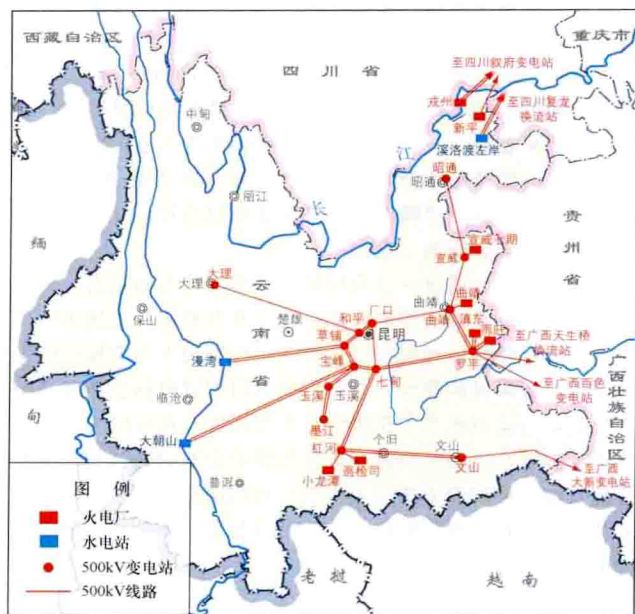 西藏自治区
四川省
重庆市
至四川叙府变电站
戎州
至四川复龙
换流站
新平
溪洛渡左岸
中甸
江
昭通
昭通
丽江
长
贵州省
宣威七期
宣威
缅甸
大理
大理
云南省
楚雄
厂口
和平
昆明
曲靖
曲靖
曲靖
滇东
雨旺
至广西天生桥
换流站
保山
草铺
罗平
漫湾
宝峰
七甸
至广西百色
变电站
广西壮族自治区
临沧
玉溪
玉溪
墨江
大朝山
红河
个旧
文山
文山
至广西
大新变电站
巡检司
小龙潭
普洱
图 例
火电厂
水电站
500kV变电站
500kV线路
老挝
越南